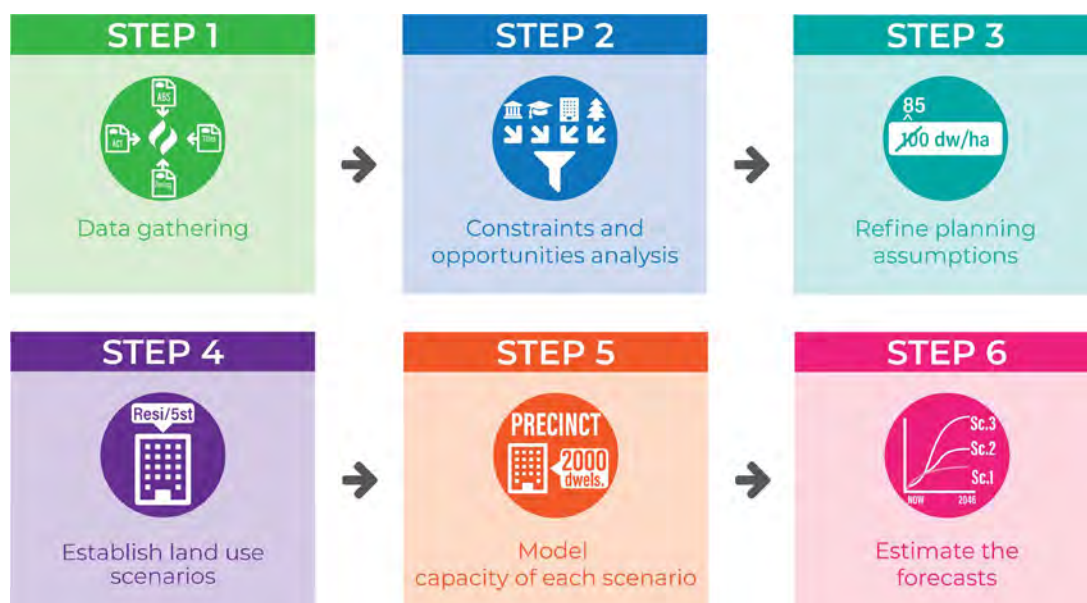 STEP 1
ABS
ACT
Titles
Data gathering
STEP 2
Constraints and
opportunities analysis
STEP 3
85
100 dw/ha
Refine planning
assumptions
STEP 4
Resi/5st
Establish land use
scenarios
STEP 5
PRECINCT
2000
dwels.
Model
capacity of each scenario
STEP 6
Sc.3
Sc.2
Sc.1
NOW 2046
Estimate the
forecasts